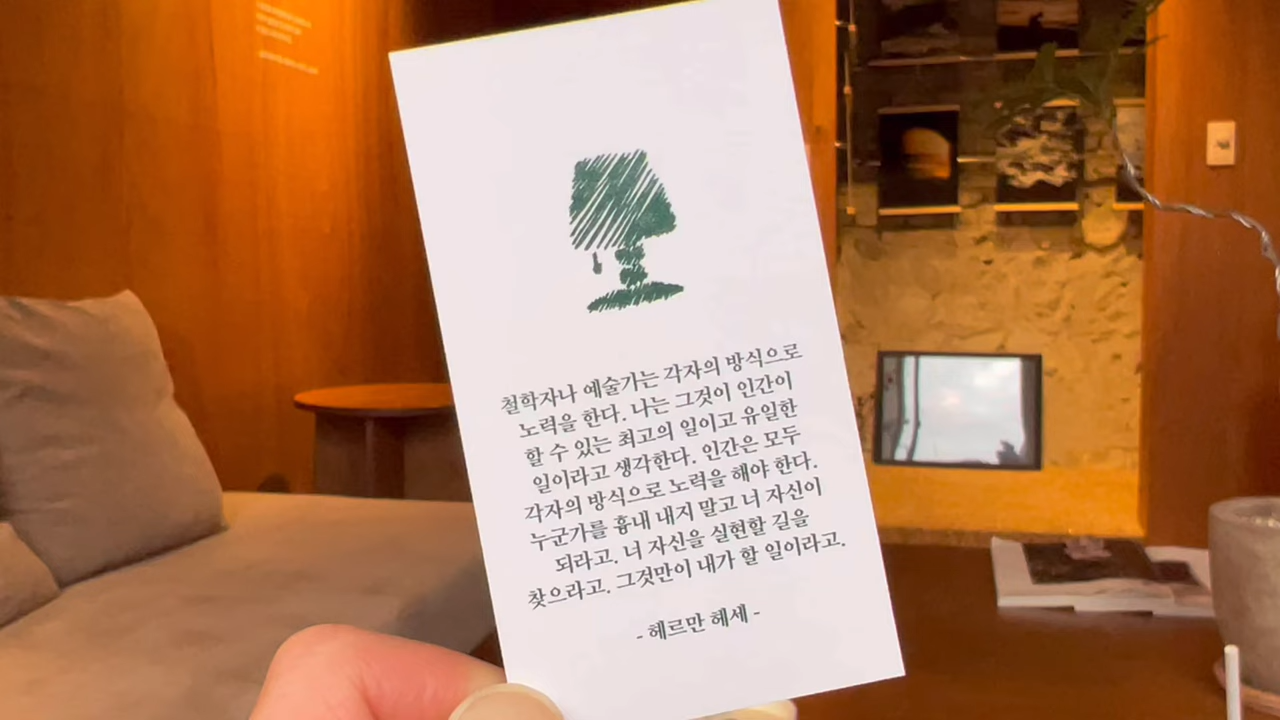 철학자나 예술가는 각자의 방식으로
노력을 한다. 나는 그것이 인간이
할 수 있는 최고의 일이고 유일한
일이라고 생각한다. 인간은 모두
각자의 방식으로 노력을 해야 한다.
누군가를 흉내 내지 말고 너 자신이
되라고. 너 자신을 실현할 길을
찾으라고. 그것만이 내가 할 일이라고.
- 헤르만 헤세 -